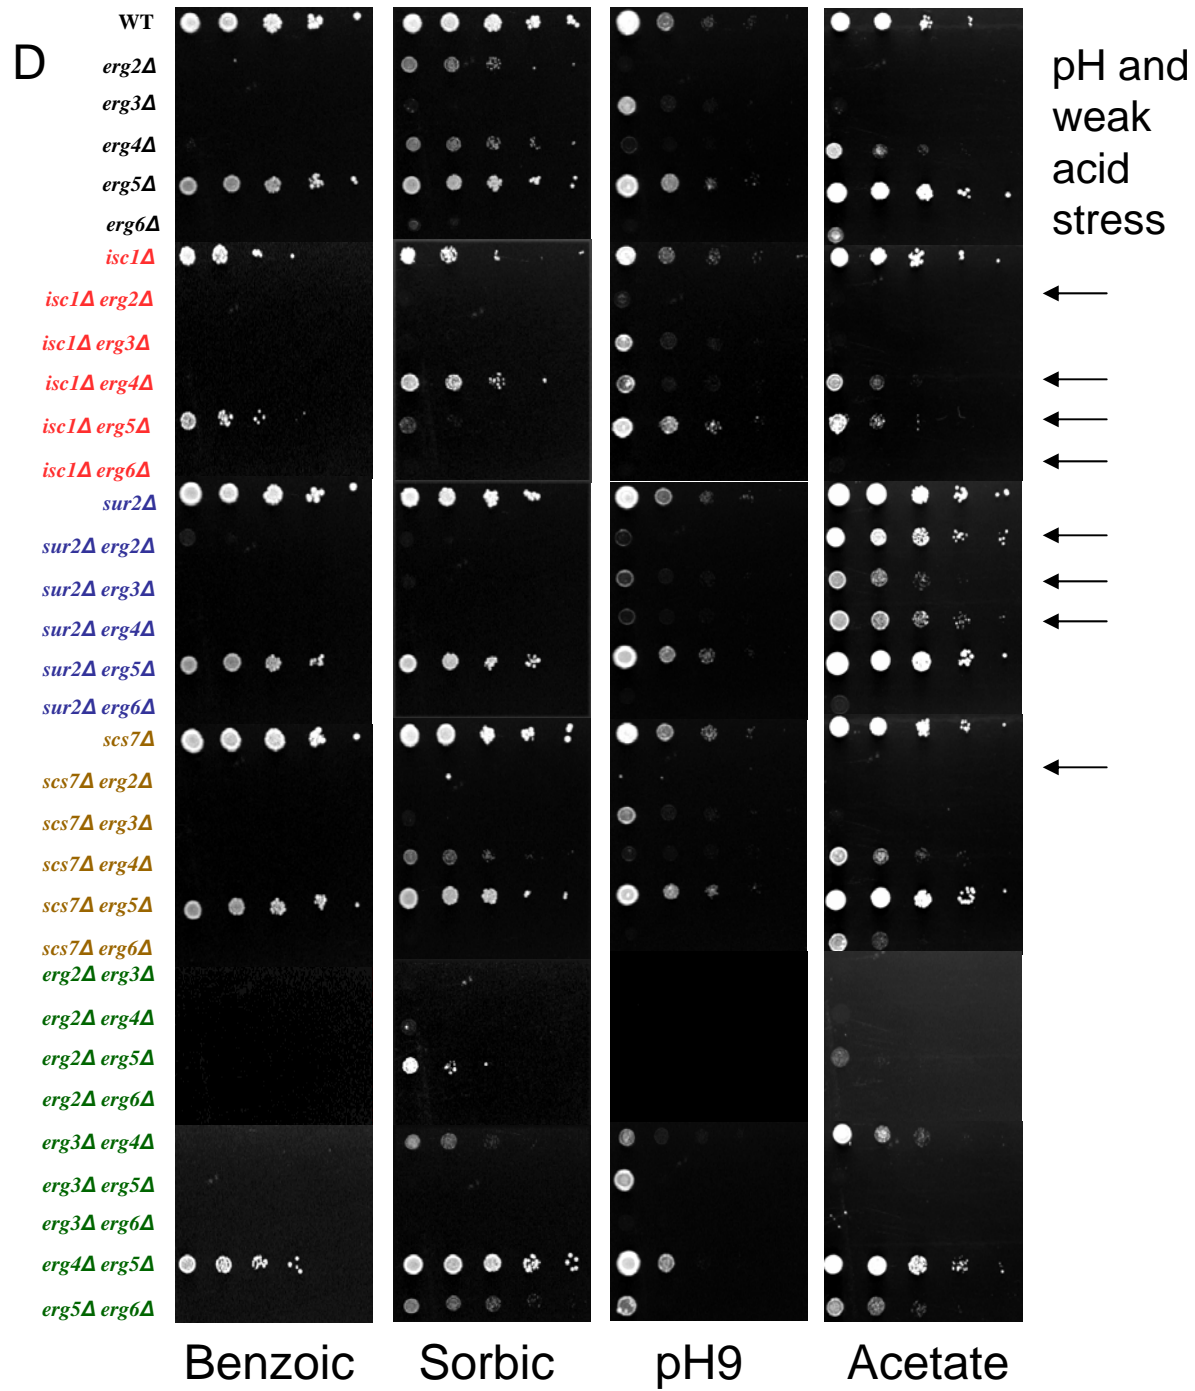 D
WT
erg2Δ
erg3Δ
erg4Δ
erg5Δ
erg6Δ
isc1Δ
isc1Δ erg2Δ
isc1Δ erg3Δ
isc1Δ erg4Δ
isc1Δ erg5Δ
isc1Δ erg6Δ
sur2Δ
sur2Δ erg2Δ
sur2Δ erg3Δ
sur2Δ erg4Δ
sur2Δ erg5Δ
sur2Δ erg6Δ
scs7Δ
scs7Δ erg2Δ
scs7Δ erg3Δ
scs7Δ erg4Δ
scs7Δ erg5Δ
scs7Δ erg6Δ
erg2Δ erg3Δ
erg2Δ erg4Δ
erg2Δ erg5Δ
erg2Δ erg6Δ
erg3Δ erg4Δ
erg3Δ erg5Δ
erg3Δ erg6Δ
erg4Δ erg5Δ
erg5Δ erg6Δ
pH and
weak
acid
stress
Benzoic Sorbic pH9 Acetate